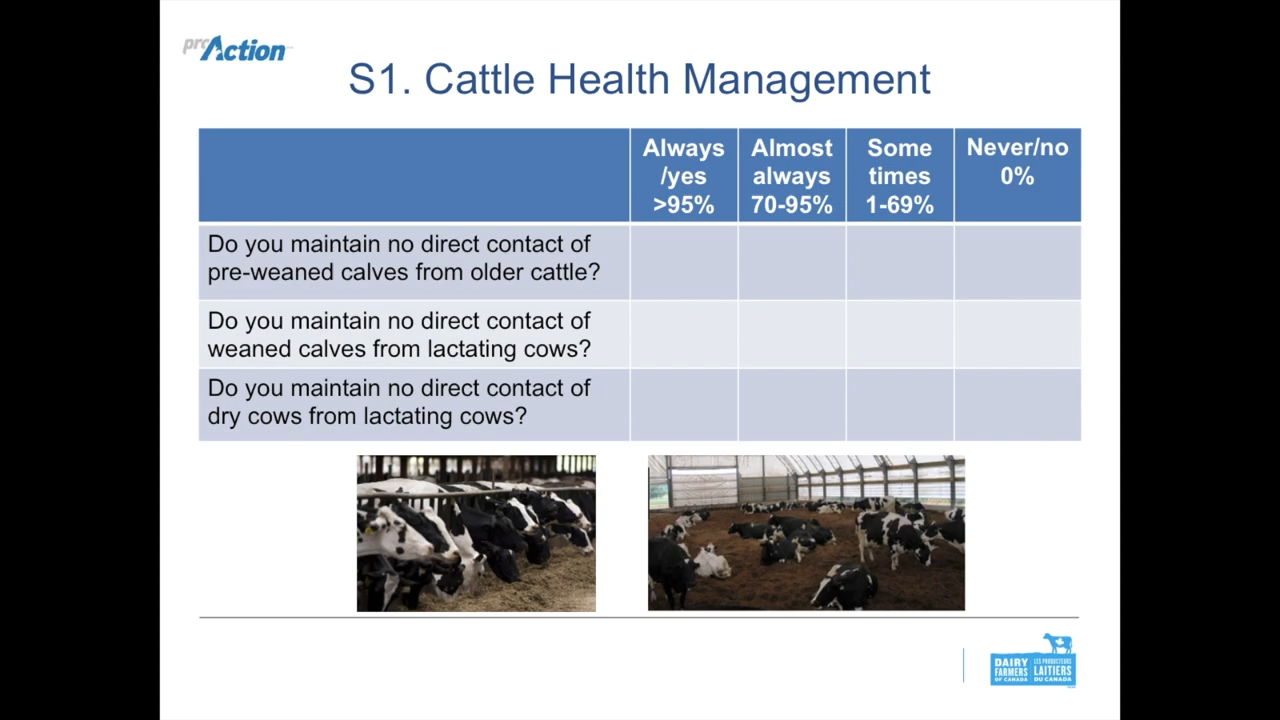 proAction
S1. Cattle Health Management
Always
/yes
>95%
Almost
always
70-95%
Some
times
1-69%
Never/no
0%
Do you maintain no direct contact of
pre-weaned calves from older cattle?
Do you maintain no direct contact of
weaned calves from lactating cows?
Do you maintain no direct contact of
dry cows from lactating cows?
DAIRY
FARMERS
OF CANADA
LES PRODUCTEURS
LAITIERS
DU CANADA